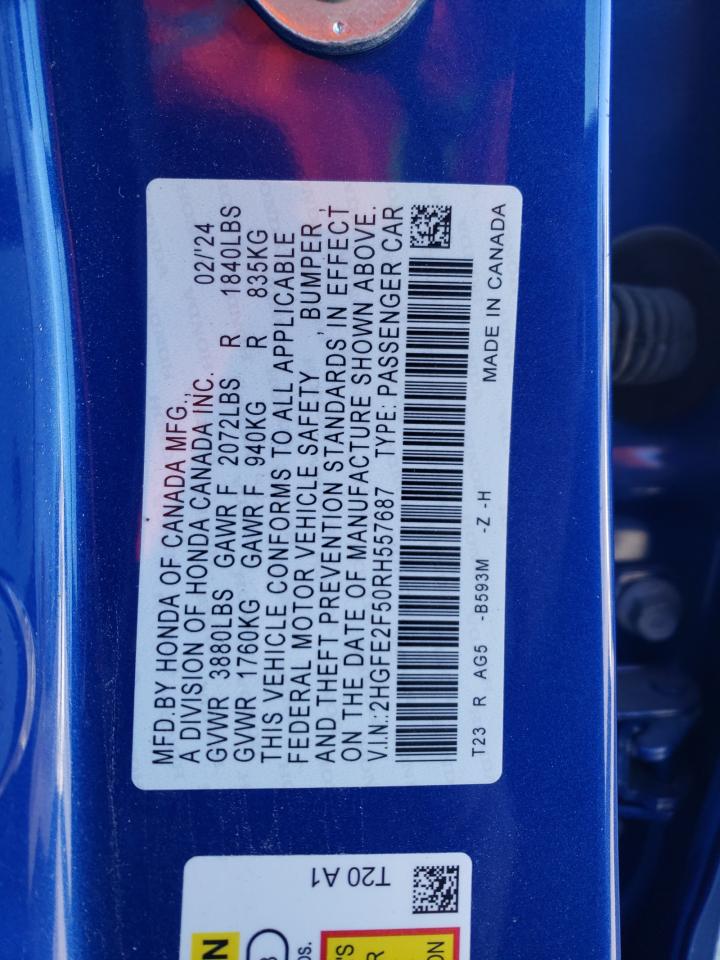 MFD. BY HONDA OF CANADA MFG.,
A DIVISION OF HONDA CANADA INC. 02/'24
GVWR 3880LBS GAWR F 2072LBS R 1840LBS
GVWR 1760KG GAWR F 940KG R 835KG
THIS VEHICLE CONFORMS TO ALL APPLICABLE
FEDERAL MOTOR VEHICLE SAFETY , BUMPER ,
AND THEFT PREVENTION STANDARDS IN EFFECT
ON THE DATE OF MANUFACTURE SHOWN ABOVE.
V.I.N.:2HGFE2F50RH557687 TYPE: PASSENGER CAR
T23 R AG5 -B593M -Z -H MADE IN CANADA
T20 A1